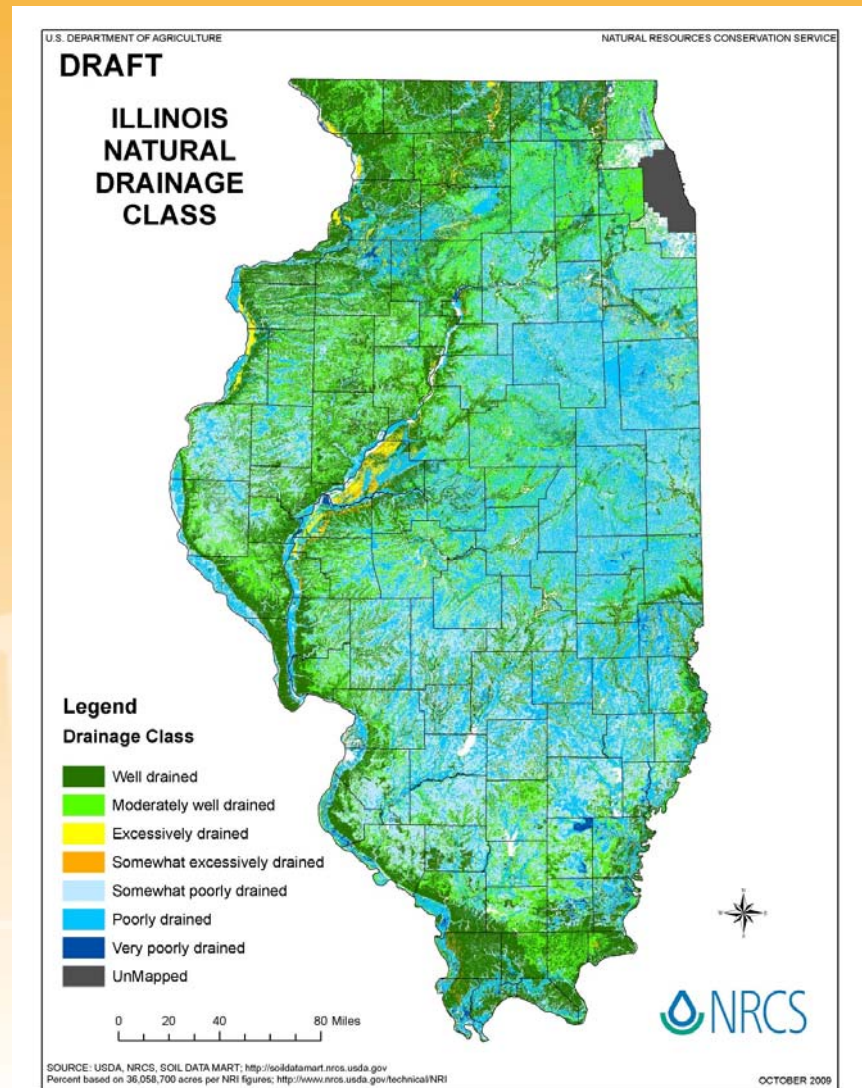 U.S. DEPARTMENT OF AGRICULTURE
NATURAL RESOURCES CONSERVATION SERVICE
DRAFT
ILLINOIS
NATURAL
DRAINAGE
CLASS
Legend
Drainage Class
Well drained
Moderately well drained
Excessively drained
Somewhat excessively drained
Somewhat poorly drained
Poorly drained
Very poorly drained
UnMapped
0 20 40 80 Miles
N
NRCS
SOURCE: USDA, NRCS, SOIL DATA MART; http://soildatamart.nrcs.usda.gov
Percent based on 36,058,700 acres per NRI figures; http://www.nrcs.usda.gov/technical/NRI
OCTOBER 2009